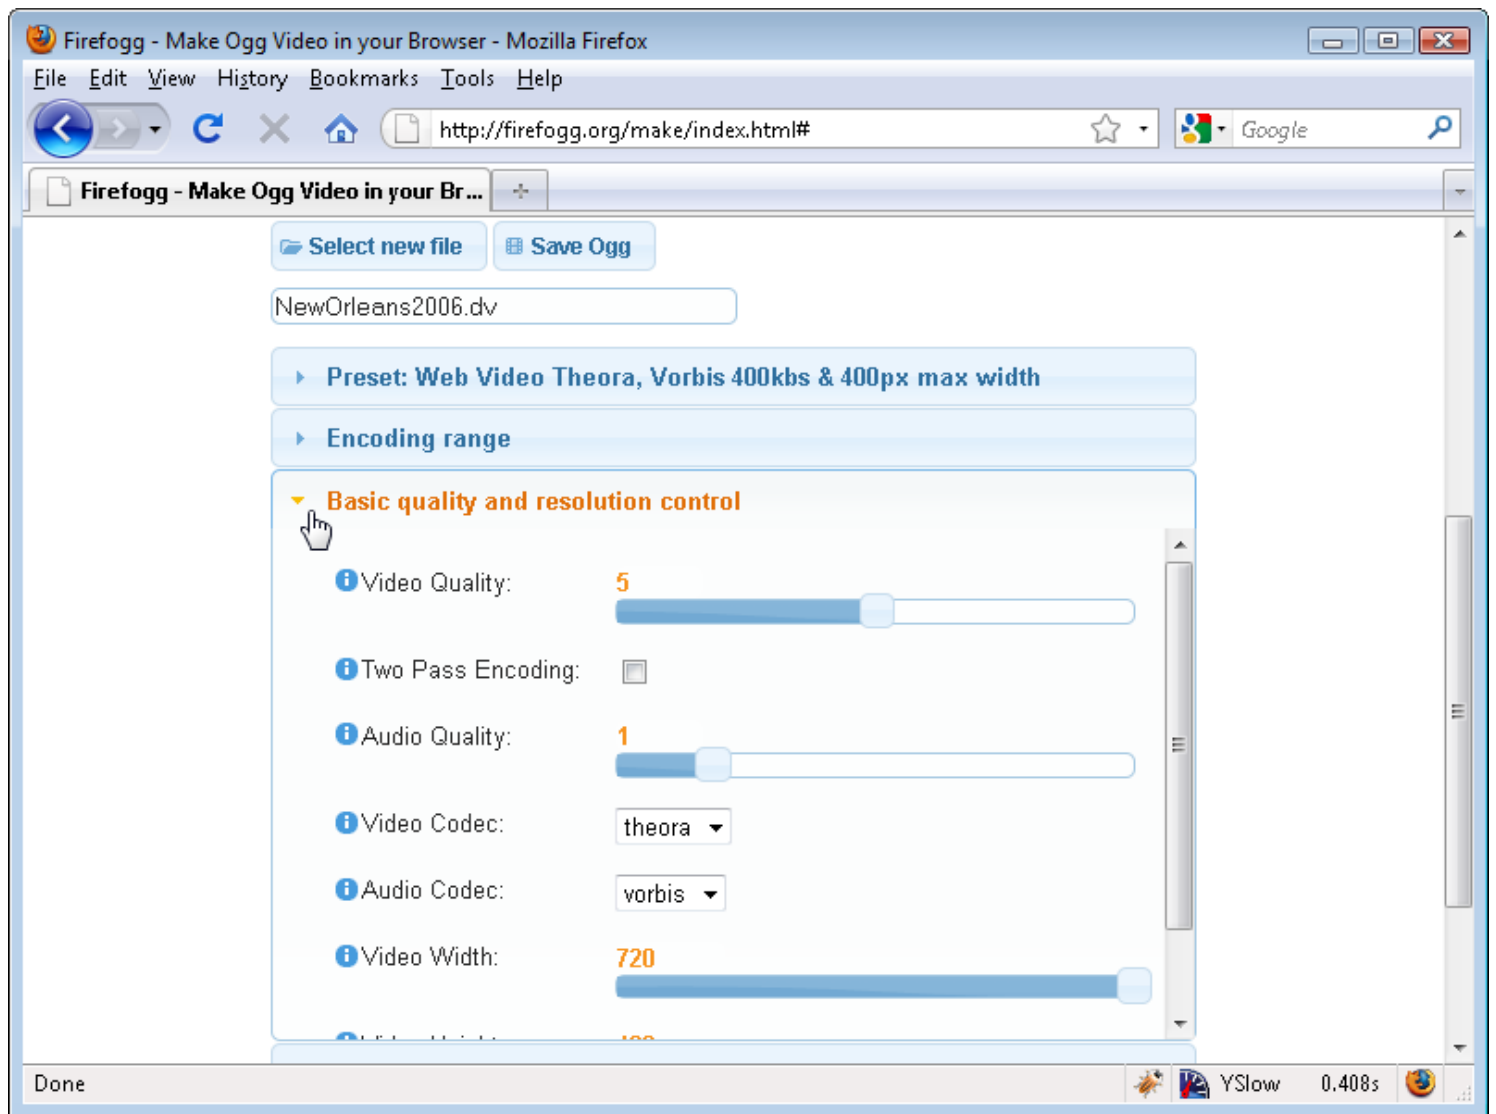 Firefogg - Make Ogg Video in your Browser - Mozilla Firefox
File Edit View History Bookmarks Tools Help
http://firefogg.org/make/index.html#
Google
Firefogg - Make Ogg Video in your Br...
Select new file
Save Ogg
NewOrleans2006.dv
Preset: Web Video Theora, Vorbis 400kbs & 400px max width
Encoding range
Basic quality and resolution control
Video Quality: 5
Two Pass Encoding:
Audio Quality: 1
Video Codec: theora
Audio Codec: vorbis
Video Width: 720
Done
YSlow 0.408s